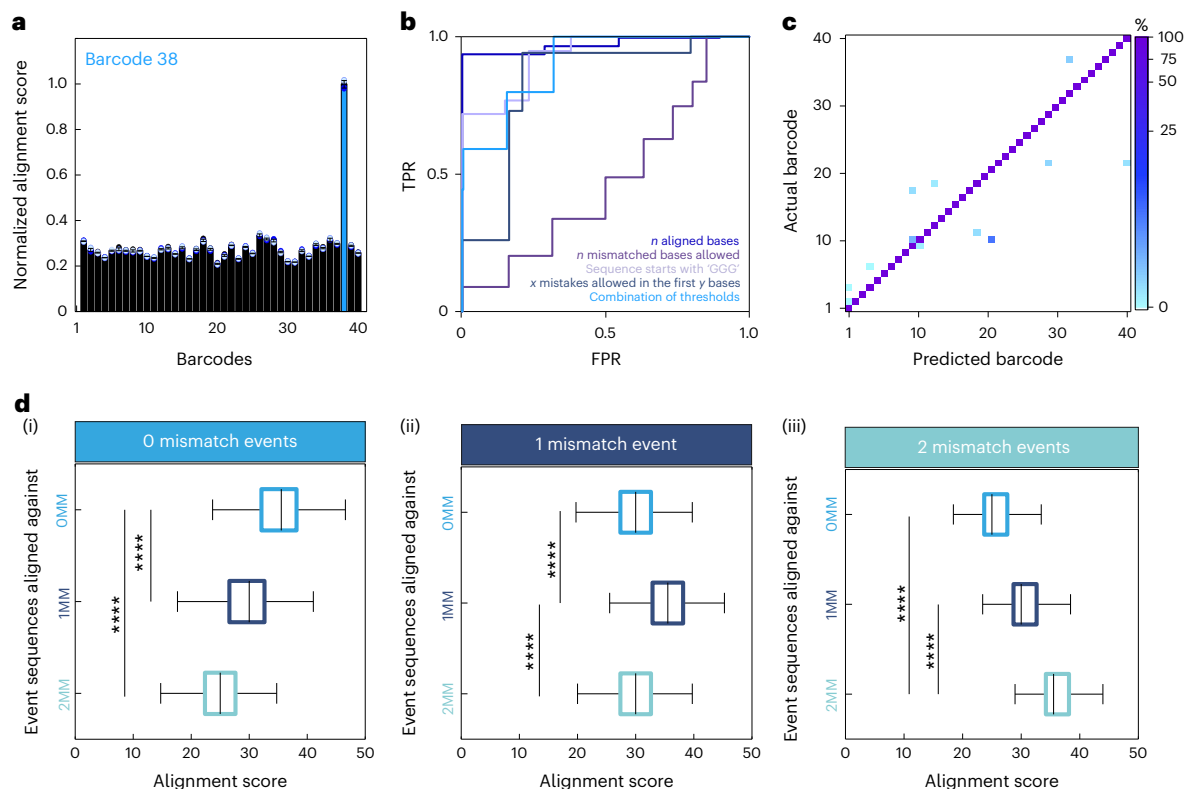 a
Normalized alignment score
Barcode 38
1.0
0.8
0.6
0.4
0.2
0
1
10
20
30
40
Barcodes
b
TPR
1.0
0.5
0
n aligned bases
n mismatched bases allowed
Sequence starts with ‘GGG’
x mistakes allowed in the first y bases
Combination of thresholds
0
0.5
1.0
FPR
c
Actual barcode
40
30
20
10
1
1
10
20
30
40
Predicted barcode
%
100
75
50
25
0
d
(i)
0 mismatch events
Event sequences aligned against
0MM
1MM
2MM
****
****
0
10
20
30
40
50
Alignment score
(ii)
1 mismatch event
Event sequences aligned against
0MM
1MM
2MM
****
****
0
10
20
30
40
50
Alignment score
(iii)
2 mismatch events
Event sequences aligned against
0MM
1MM
2MM
****
****
0
10
20
30
40
50
Alignment score